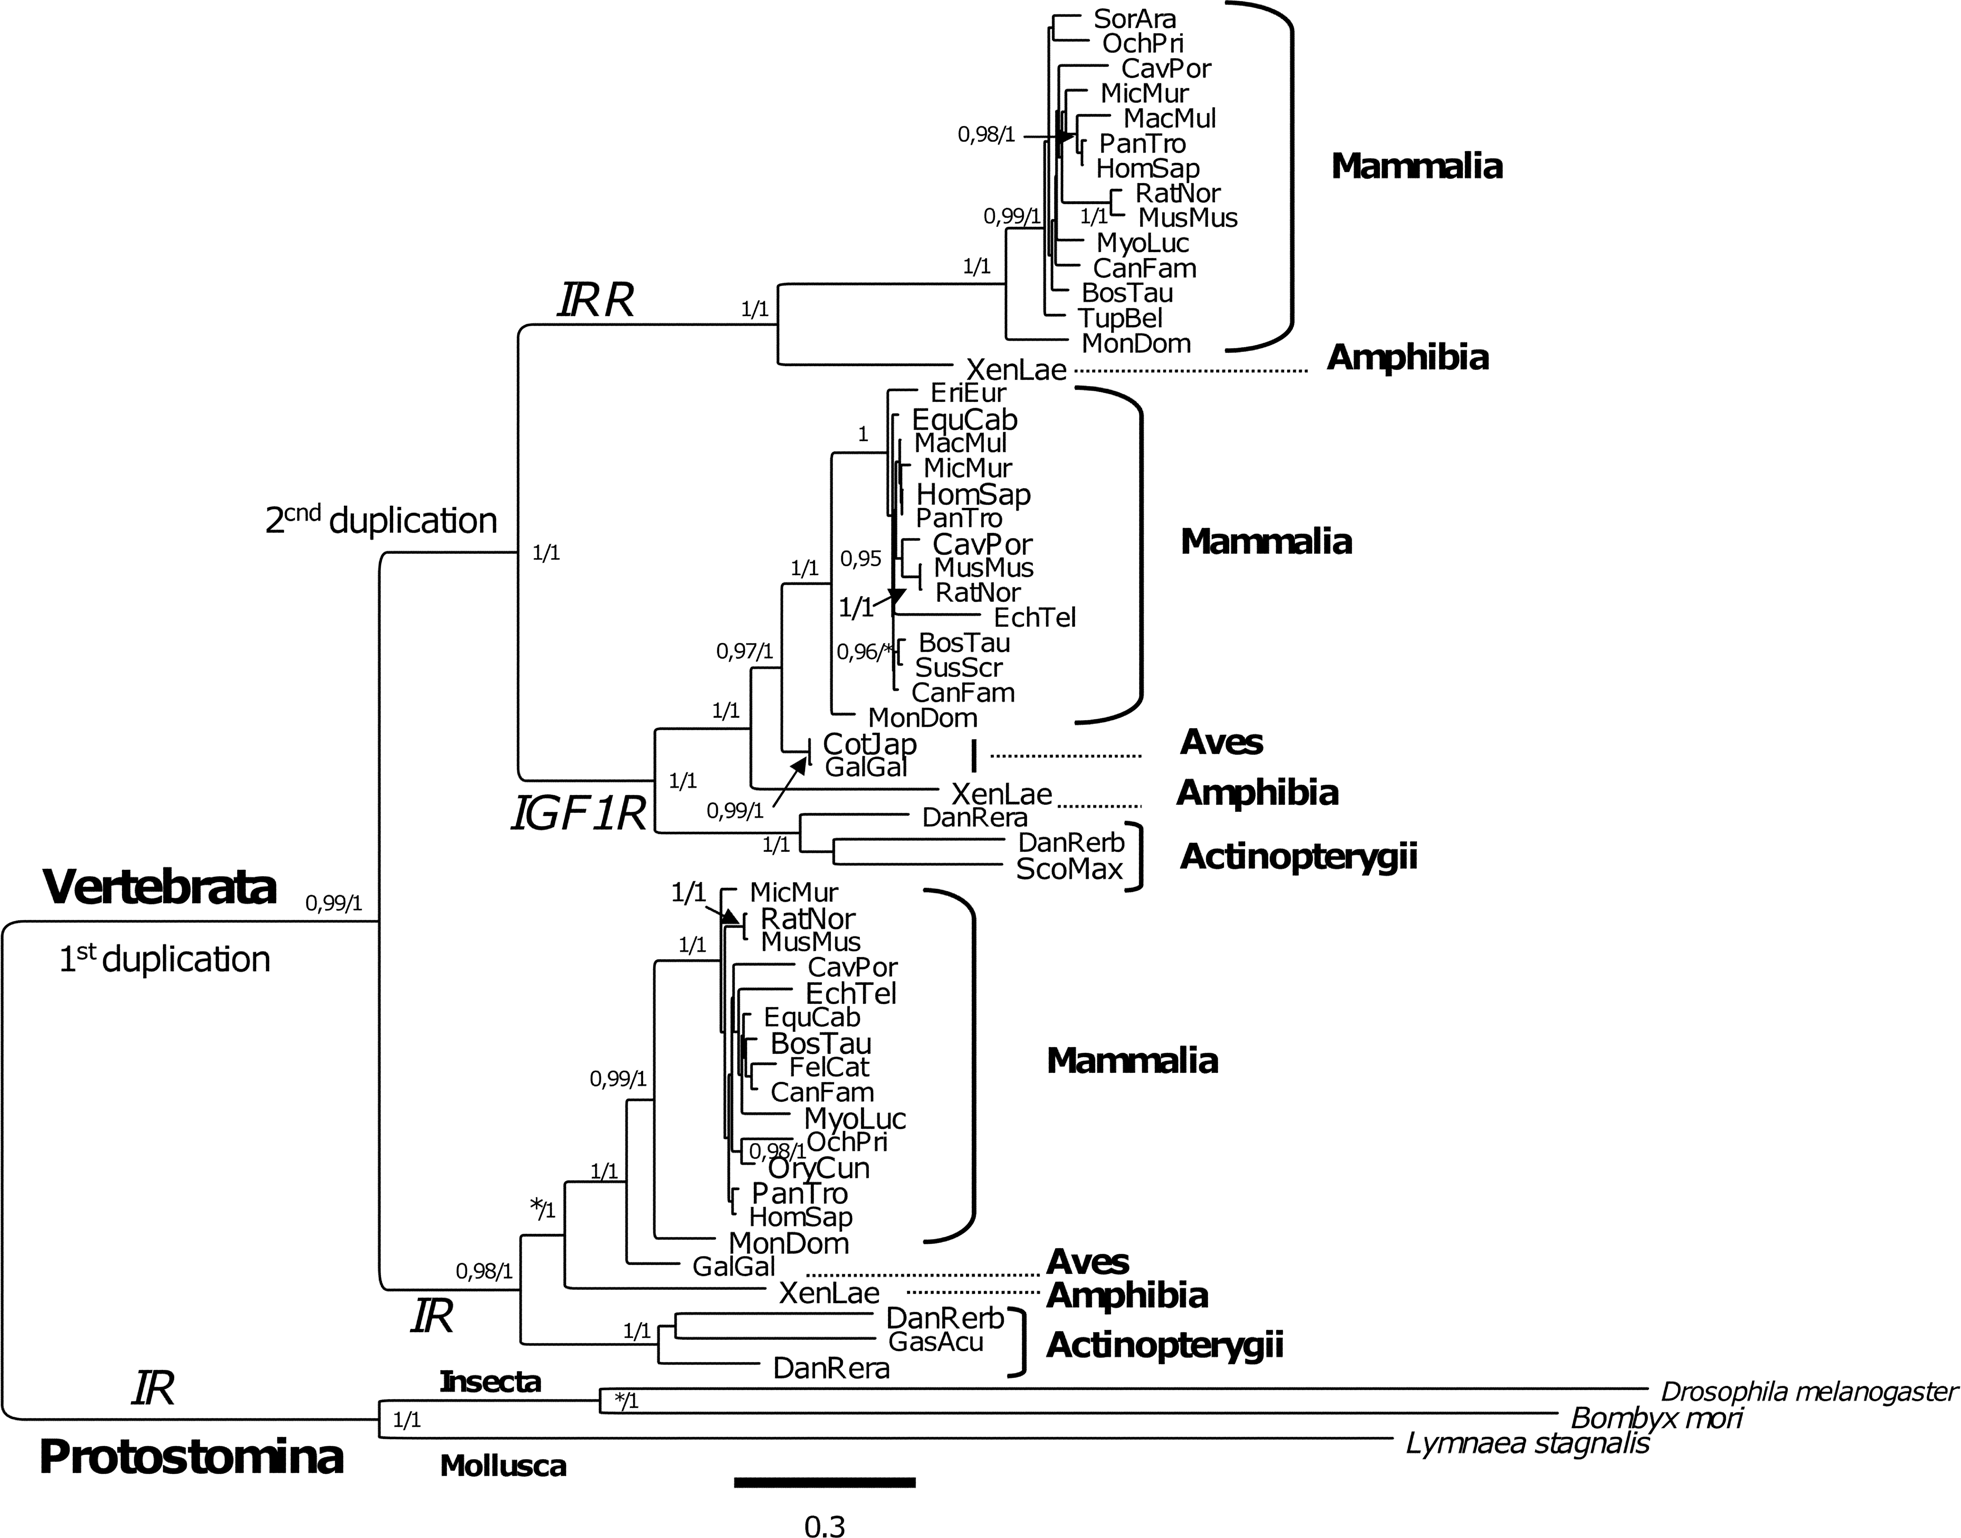 SorAra
OchPri
CavPor
MicMur
MacMul
0,98/1
PanTro
HomSap
Mammalia
RatNor
0,99/1
1/1
MusMus
MyoLuc
1/1
CanFam
BosTau
IRR
1/1
TupBel
MonDom
Amphibia
XenLae
EriEur
EquCab
1
MacMul
MicMur
HomSap
2cnd duplication
PanTro
Mammalia
1/1
CavPor
0,95
1/1
MusMus
RatNor
1/1
EchTel
0,97/1
BosTau
0,96/*
SusScr
CanFam
1/1
MonDom
CotJap
Aves
GalGal
1/1
XenLae
Amphibia
IGF1R
0,99/1
DanRera
1/1
DanRerb
Actinopterygii
ScoMax
Vertebrata
0,99/1
1/1
MicMur
RatNor
1/1
MusMus
1st duplication
CavPor
EchTel
EquCab
BosTau
Mammalia
FelCat
0,99/1
CanFam
MyoLuc
OchPri
0,98/1
1/1
OryCun
PanTro
*/1
HomSap
MonDom
GalGal
Aves
0,98/1
XenLae
Amphibia
IR
DanRerb
1/1
GasAcu
Actinopterygii
DanRera
IR
Insecta
*/1
Drosophila melanogaster
1/1
Bombyx mori
Lymnaea stagnalis
Protostomina
Mollusca
0.3